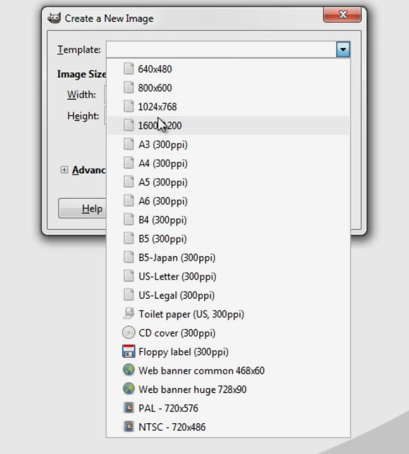 Create a New Image
Template:
640x480
Image Size
800x600
Width:
1024x768
Height:
A3 (300ppi)
A4 (300ppi)
Advanc
A5 (300ppi)
A6 (300ppi)
Help
B4 (300ppi)
B5 (300ppi)
B5-Japan (300ppi)
US-Letter (300ppi)
US-Legal (300ppi)
Toilet paper (US, 300ppi)
CD cover (300ppi)
Floppy label (300ppi)
Web banner common 468x60
Web banner huge 728x90
PAL - 720x576
NTSC - 720x486